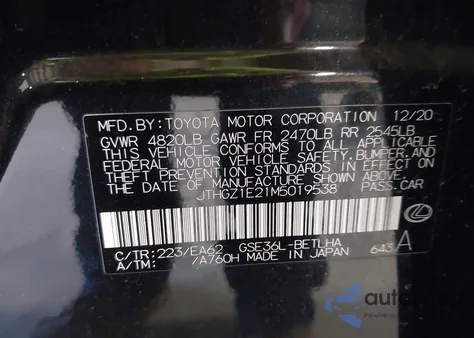 MFD.BY:TOYOTA MOTOR CORPORATION 12/20
GVWR 4820LB GAWR FR 2470LB RR 2545LB
THIS VEHICLE CONFORMS TO ALL APPLICABLE
FEDERAL MOTOR VEHICLE SAFETY, BUMPER, AND
THEFT PREVENTION STANDARDS IN EFFECT ON
THE DATE OF MANUFACTURE SHOWN ABOVE.
JTHGZ1E21M5019538 PASS.CAR
C/TR:223/EA62 GSE36L-BETLHA
A/TM: /A760H MADE IN JAPAN 643 A